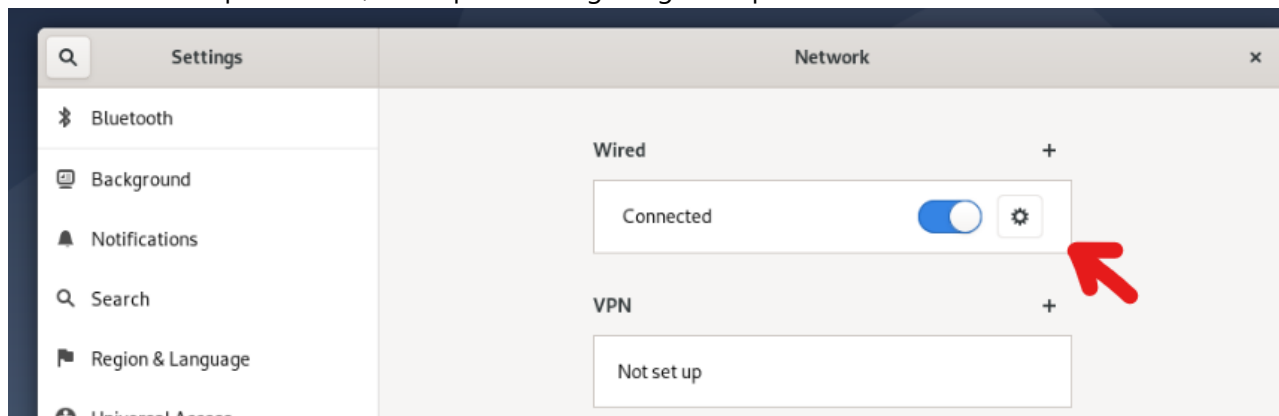 Settings
Network
Bluetooth
Background
Notifications
Search
Region & Language
Wired
Connected
VPN
Not set up